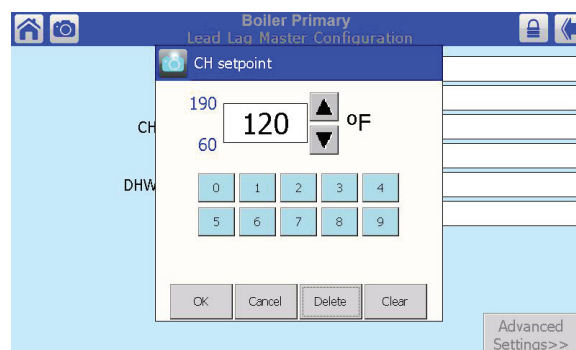 Boiler Primary
Lead Lag Master Configuration
CH setpoint
190
120
60
ºF
CH
DHW
0 1 2 3 4
5 6 7 8 9
OK Cancel Delete Clear
Advanced
Settings>>